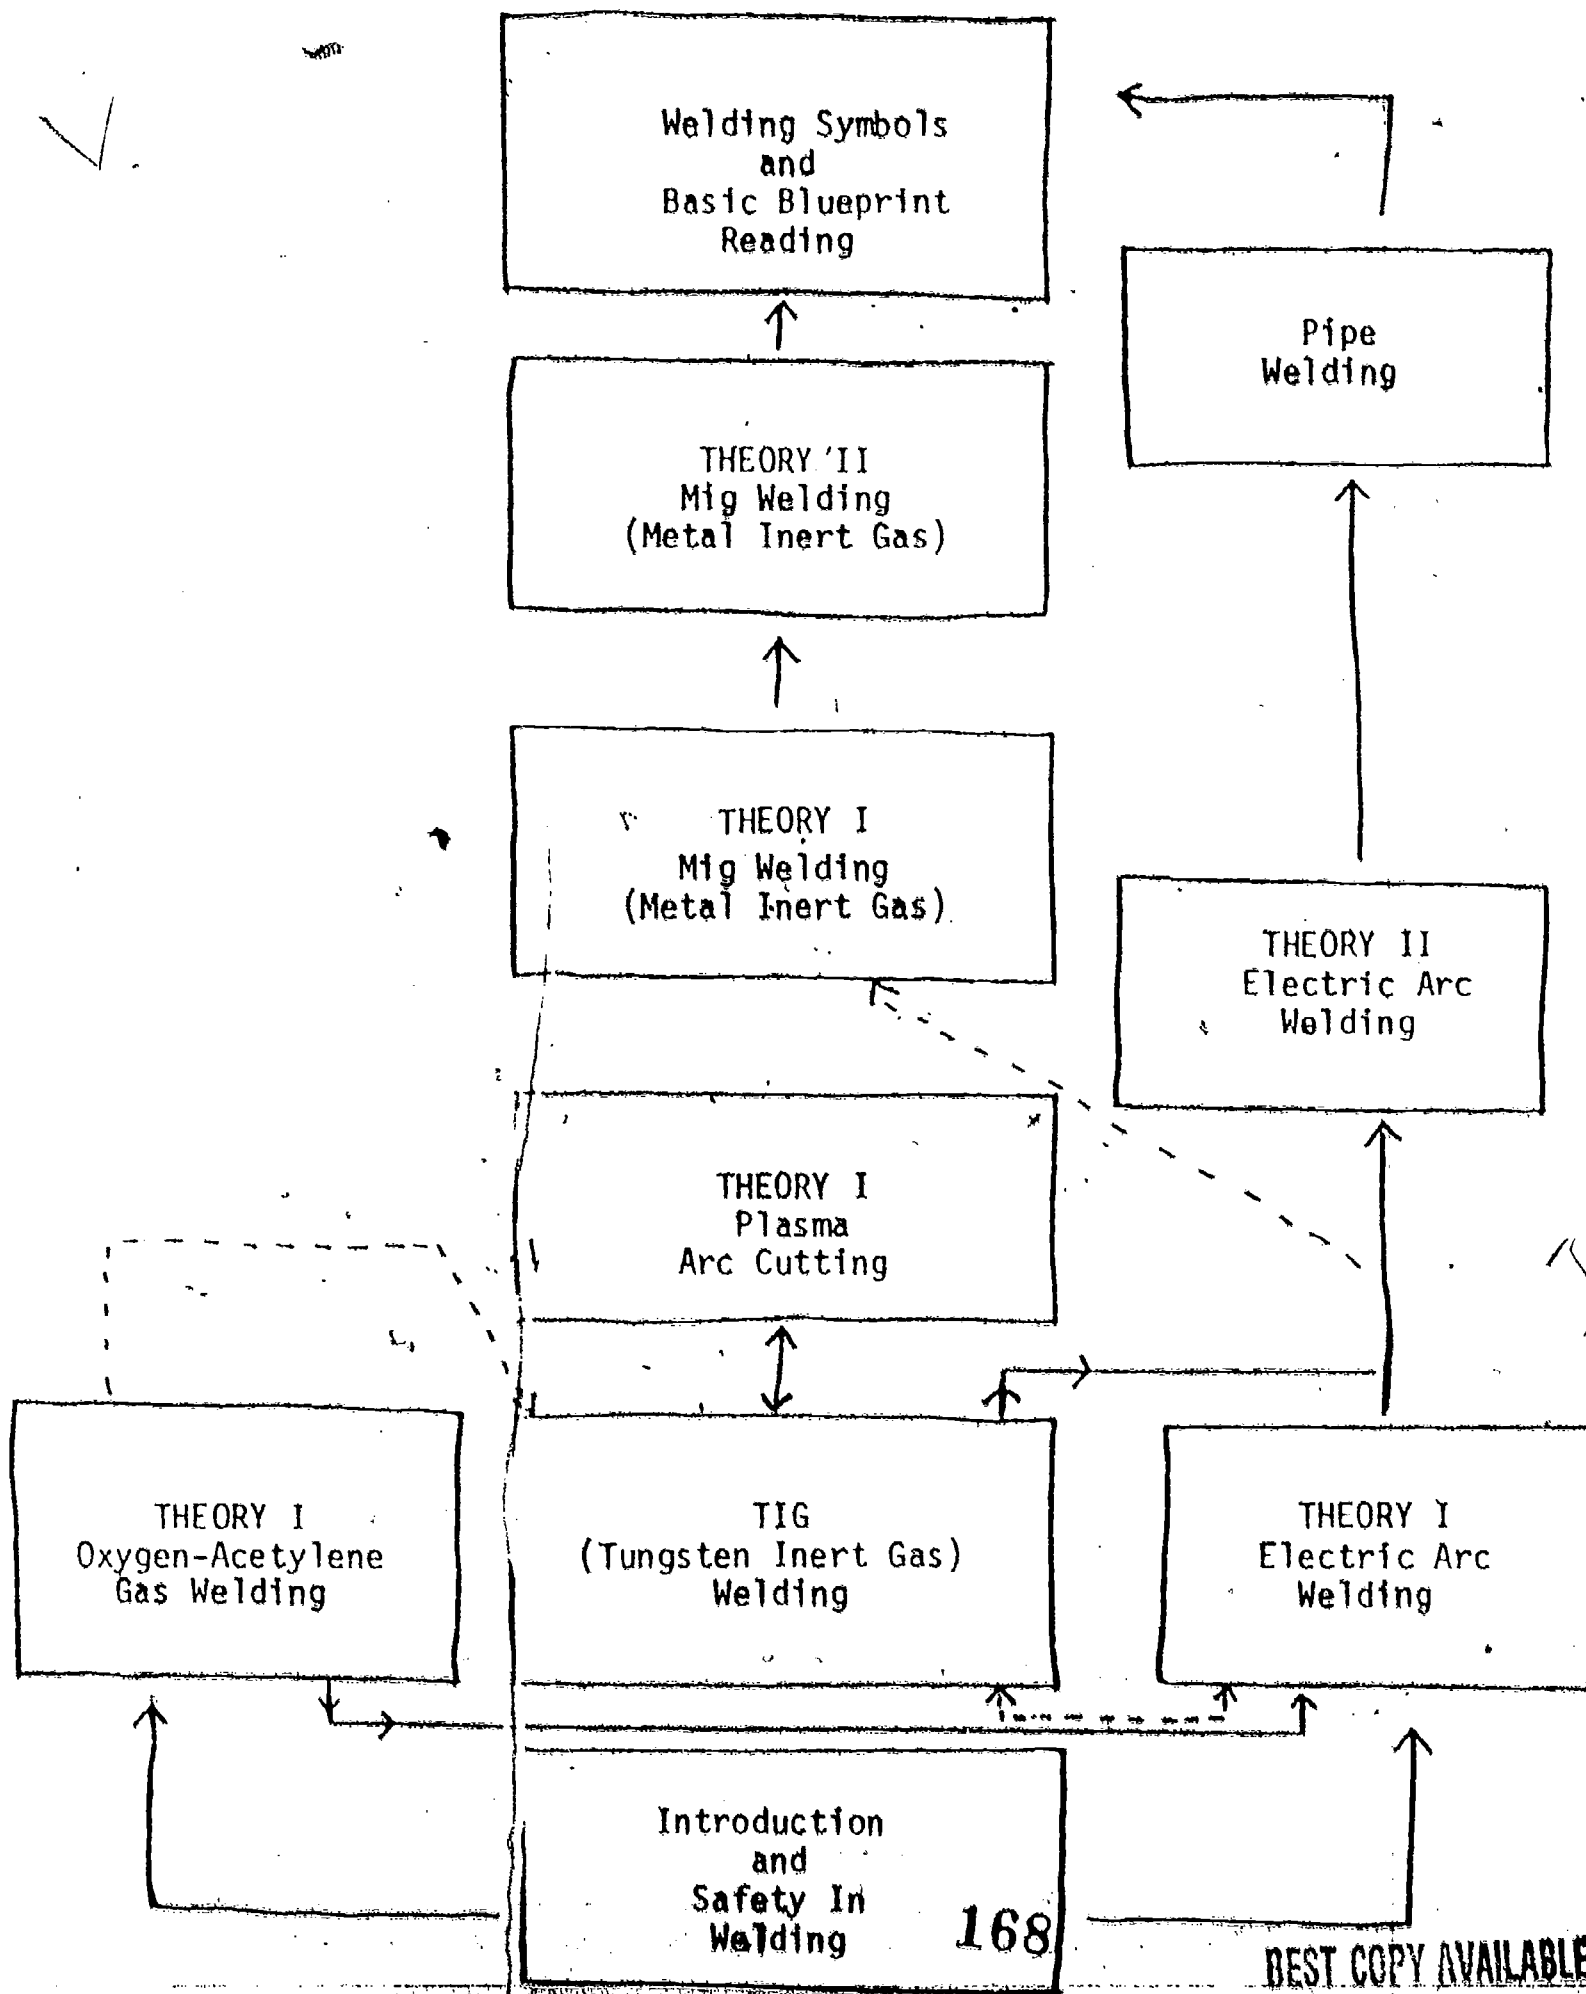 Welding Symbols
and
Basic Blueprint
Reading
Pipe
Welding
THEORY II
Mig Welding
(Metal Inert Gas)
THEORY I
Mig Welding
(Metal Inert Gas)
THEORY II
Electric Arc
Welding
THEORY I
Plasma
Arc Cutting
THEORY I
Oxygen-Acetylene
Gas Welding
TIG
(Tungsten Inert Gas)
Welding
THEORY I
Electric Arc
Welding
Introduction
and
Safety In
Welding
168
BEST COPY AVAILABLE